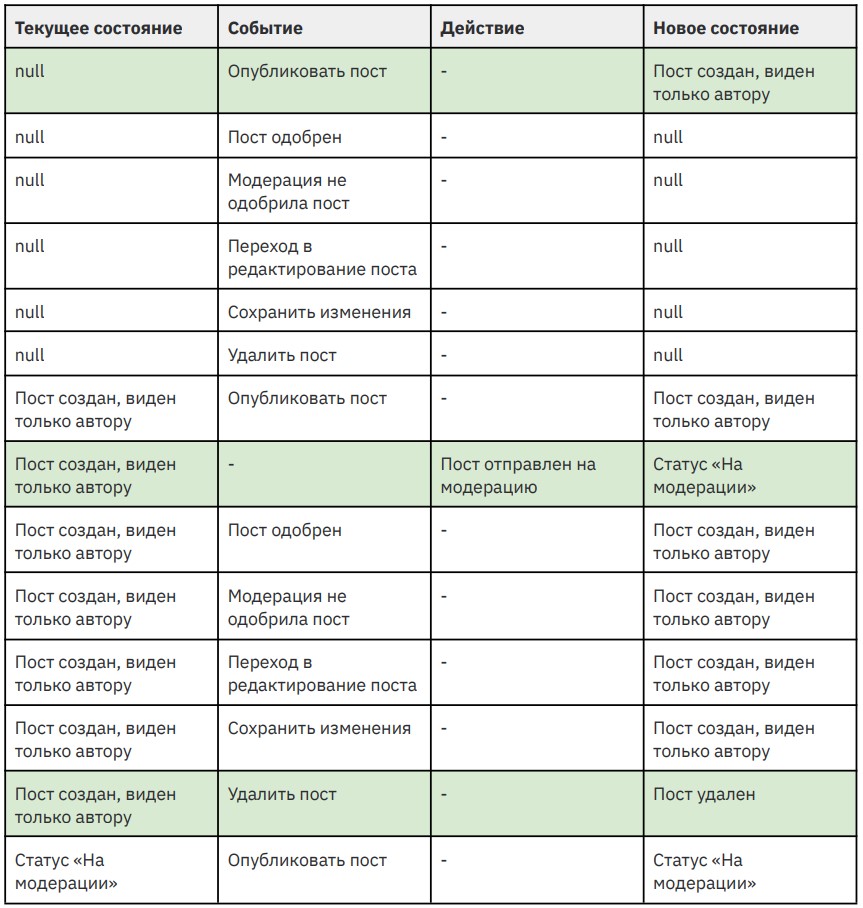 Текущее состояние Событие Действие Новое состояние
null Опубликовать пост - Пост создан, виден
только автору
null Пост одобрен - null
null Модерация не - null
одобрила пост
null Переход в - null
редактирование поста
null Сохранить изменения - null
null Удалить пост - null
Пост создан, виден Опубликовать пост - Пост создан, виден
только автору только автору
Пост создан, виден - Пост отправлен на Статус «На
только автору модерацию модерации»
Пост создан, виден Пост одобрен - Пост создан, виден
только автору только автору
Пост создан, виден Модерация не - Пост создан, виден
только автору одобрила пост только автору
Пост создан, виден Переход в - Пост создан, виден
только автору редактирование поста только автору
Пост создан, виден Сохранить изменения - Пост создан, виден
только автору только автору
Пост создан, виден Удалить пост - Пост удален
только автору
Статус «На Опубликовать пост - Статус «На
модерации» модерации»